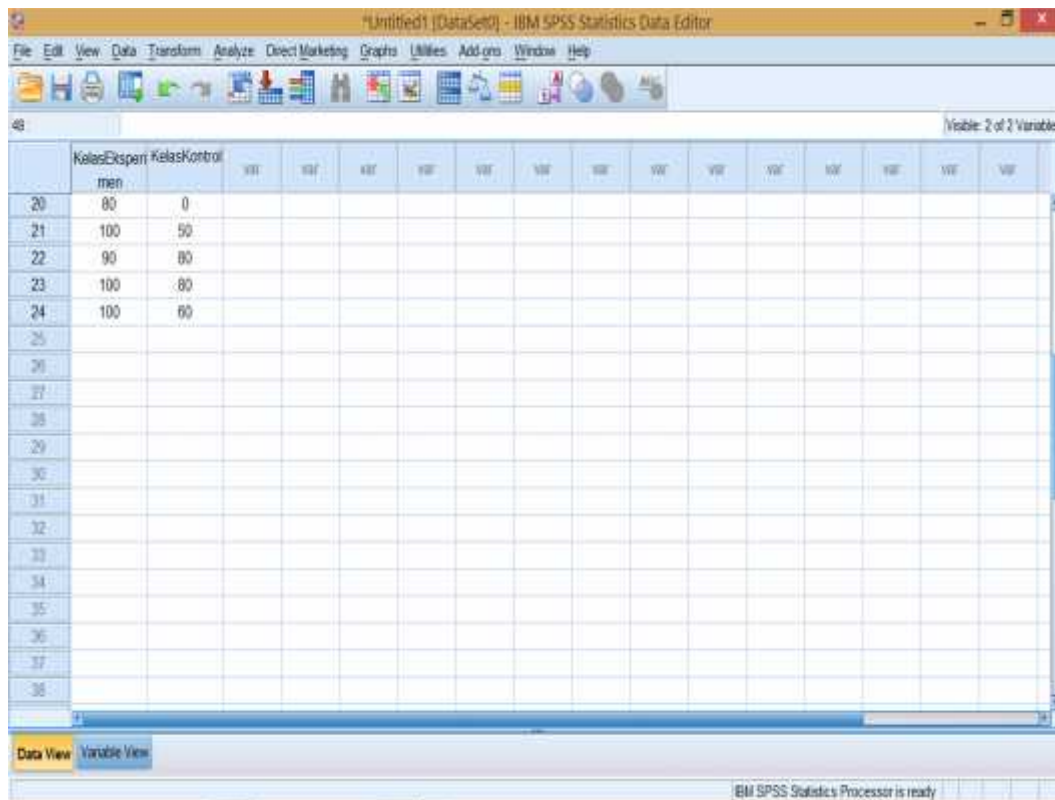 *Untitled1 [DataSet0] - IBM SPSS Statistics Data Editor
File Edit View Data Transform Analyze Direct Marketing Graphs Utilities Add-ons Window Help
48 Visible: 2 of 2 Variable
KelasEksperi KelasKontrol var var var var var var var var var var var var var var
men
20 80 0
21 100 50
22 90 80
23 100 80
24 100 60
25
26
27
28
29
30
31
32
33
34
35
36
37
38
Data View Variable View
IBM SPSS Statistics Processor is ready